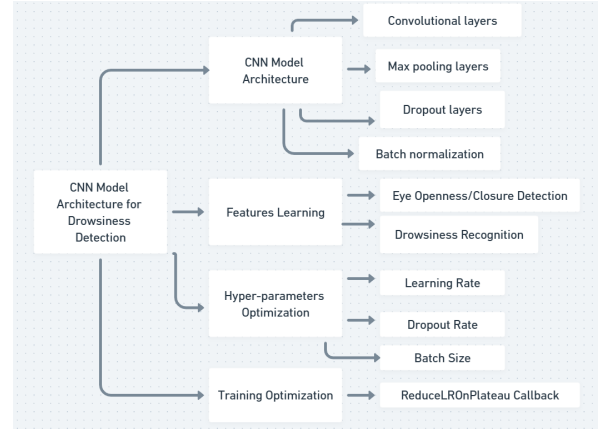 Convolutional layers
CNN Model
Architecture
Max pooling layers
Dropout layers
Batch normalization
CNN Model
Architecture for
Drowsiness
Detection
Features Learning
Eye Openness/Closure Detection
Drowsiness Recognition
Hyper-parameters
Optimization
Learning Rate
Dropout Rate
Batch Size
Training Optimization
ReduceLROnPlateau Callback